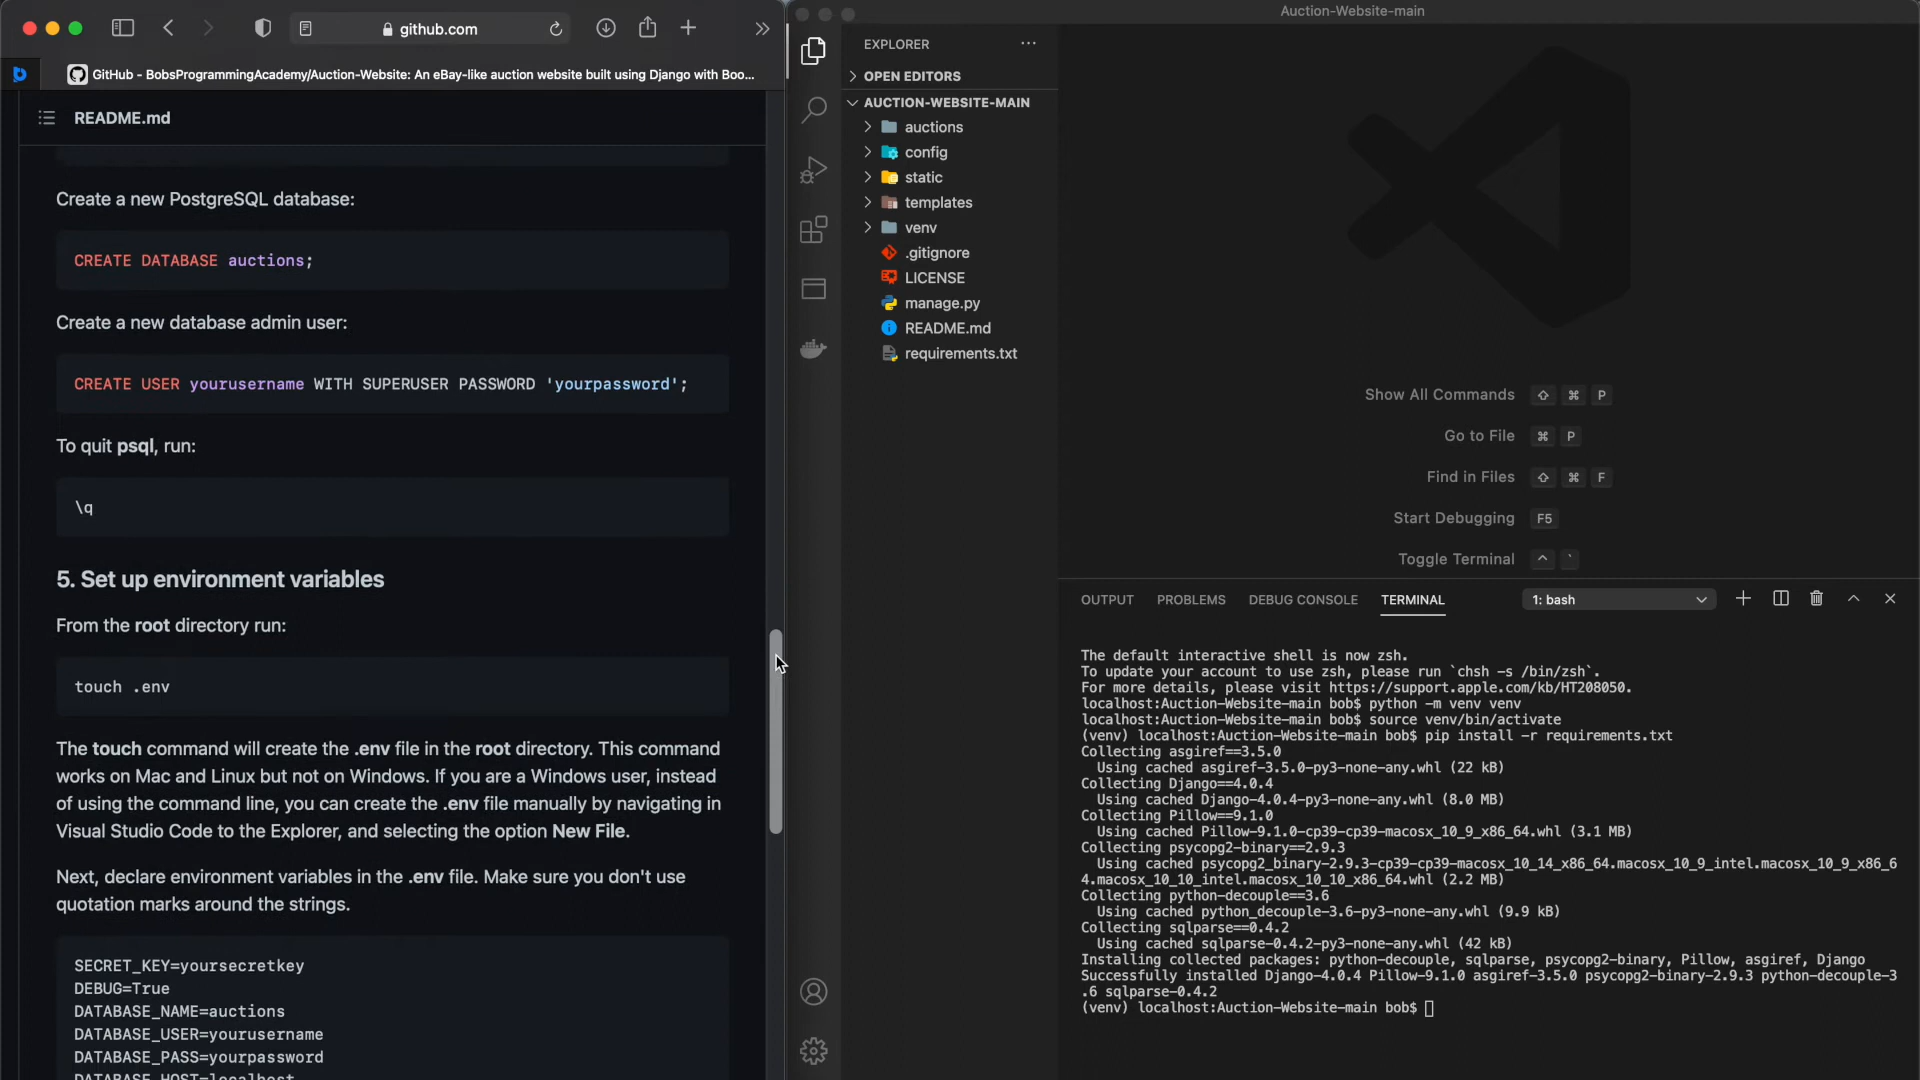 github.com
GitHub - BobsProgrammingAcademy/Auction-Website: An eBay-like auction website built using Django with Boo...
README.md
Create a new PostgreSQL database:
CREATE DATABASE auctions;
Create a new database admin user:
CREATE USER yourusername WITH SUPERUSER PASSWORD 'yourpassword';
To quit psql, run:
\q
5. Set up environment variables
From the root directory run:
touch .env
The touch command will create the .env file in the root directory. This command
works on Mac and Linux but not on Windows. If you are a Windows user, instead
of using the command line, you can create the .env file manually by navigating in
Visual Studio Code to the Explorer, and selecting the option New File.
Next, declare environment variables in the .env file. Make sure you don't use
quotation marks around the strings.
SECRET_KEY=yoursecretkey
DEBUG=True
DATABASE_NAME=auctions
DATABASE_USER=yourusername
DATABASE_PASS=yourpassword
DATABASE_HOST=localhost
Auction-Website-main
EXPLORER
OPEN EDITORS
AUCTION-WEBSITE-MAIN
auctions
config
static
templates
venv
.gitignore
LICENSE
manage.py
README.md
requirements.txt
Show All Commands ⇧ ⌘ P
Go to File ⌘ P
Find in Files ⇧ ⌘ F
Start Debugging F5
Toggle Terminal ^ `
OUTPUT PROBLEMS DEBUG CONSOLE TERMINAL 1: bash
The default interactive shell is now zsh.
To update your account to use zsh, please run `chsh -s /bin/zsh`.
For more details, please visit https://support.apple.com/kb/HT208050.
localhost:Auction-Website-main bob$ python -m venv venv
localhost:Auction-Website-main bob$ source venv/bin/activate
(venv) localhost:Auction-Website-main bob$ pip install -r requirements.txt
Collecting asgiref==3.5.0
Using cached asgiref-3.5.0-py3-none-any.whl (22 kB)
Collecting Django==4.0.4
Using cached Django-4.0.4-py3-none-any.whl (8.0 MB)
Collecting Pillow==9.1.0
Using cached Pillow-9.1.0-cp39-cp39-macosx_10_9_x86_64.whl (3.1 MB)
Collecting psycopg2-binary==2.9.3
Using cached psycopg2_binary-2.9.3-cp39-cp39-macosx_10_14_x86_64.macosx_10_9_intel.macosx_10_9_x86_6
4.macosx_10_10_intel.macosx_10_10_x86_64.whl (2.2 MB)
Collecting python-decouple==3.6
Using cached python_decouple-3.6-py3-none-any.whl (9.9 kB)
Collecting sqlparse==0.4.2
Using cached sqlparse-0.4.2-py3-none-any.whl (42 kB)
Installing collected packages: python-decouple, sqlparse, psycopg2-binary, Pillow, asgiref, Django
Successfully installed Django-4.0.4 Pillow-9.1.0 asgiref-3.5.0 psycopg2-binary-2.9.3 python-decouple-3
.6 sqlparse-0.4.2
(venv) localhost:Auction-Website-main bob$